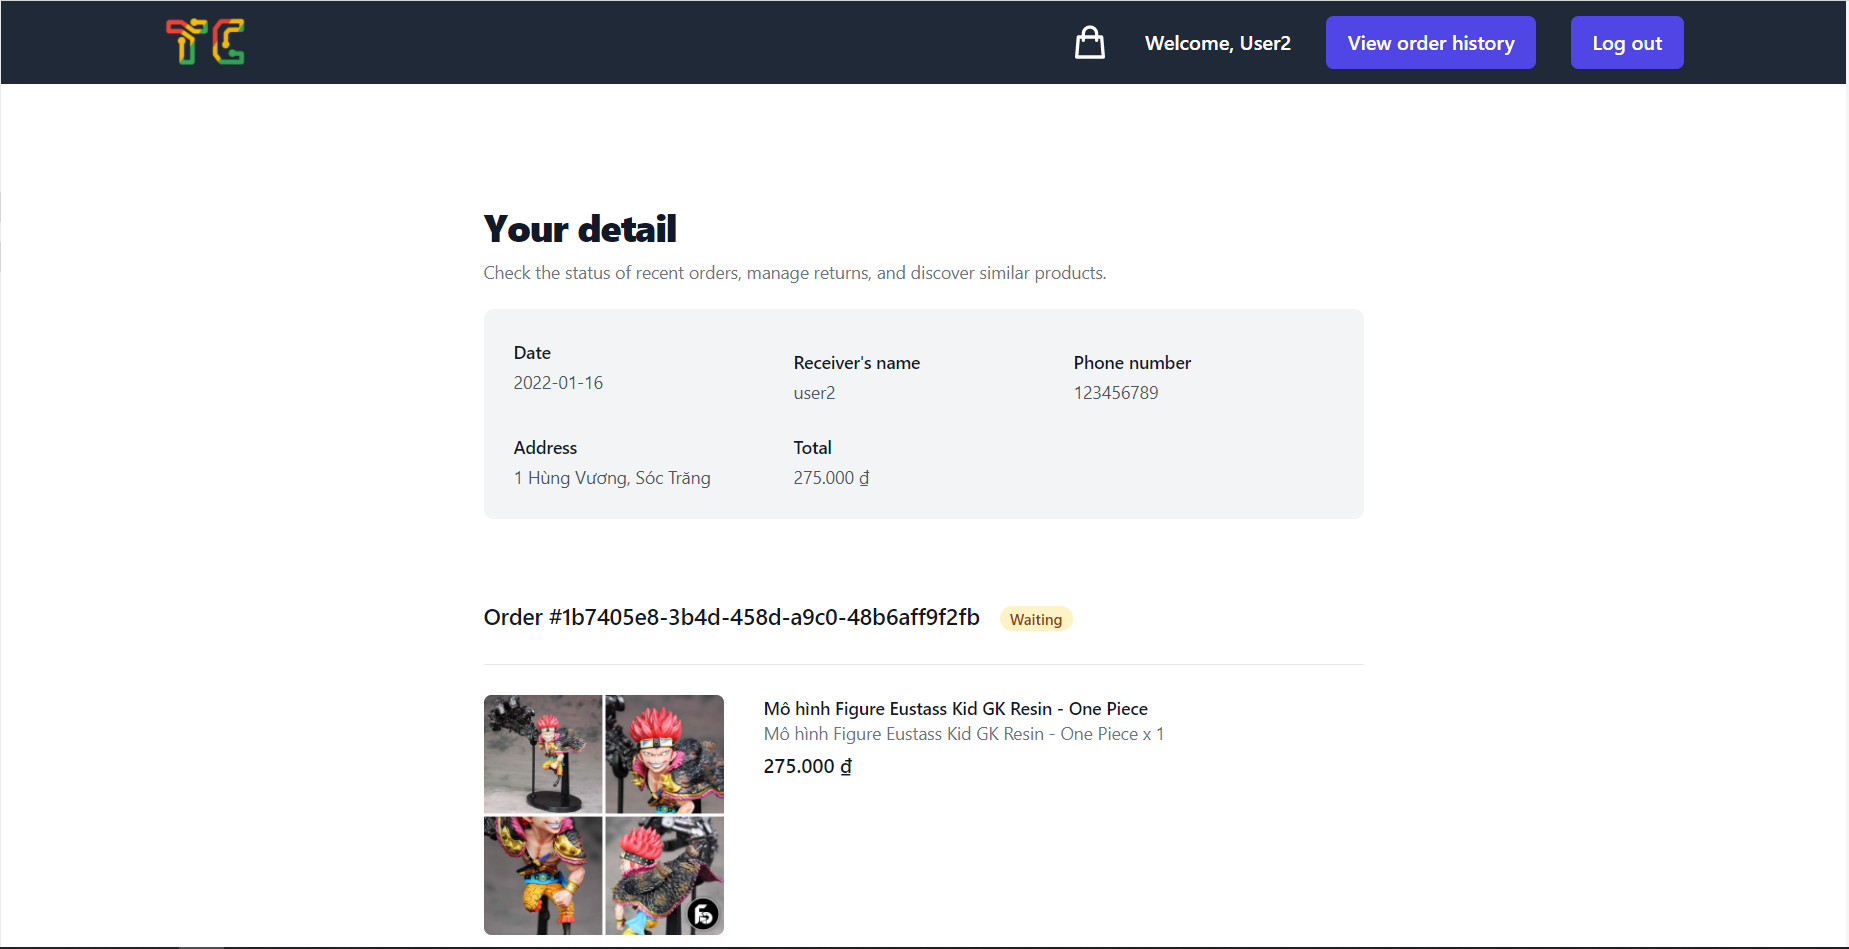 TC
Welcome, User2
View order history
Log out
Your detail
Check the status of recent orders, manage returns, and discover similar products.
Date
2022-01-16
Receiver's name
user2
Phone number
123456789
Address
1 Hùng Vương, Sóc Trăng
Total
275.000 ₫
Order #1b7405e8-3b4d-458d-a9c0-48b6aff9f2fb
Waiting
Mô hình Figure Eustass Kid GK Resin - One Piece
Mô hình Figure Eustass Kid GK Resin - One Piece x 1
275.000 ₫